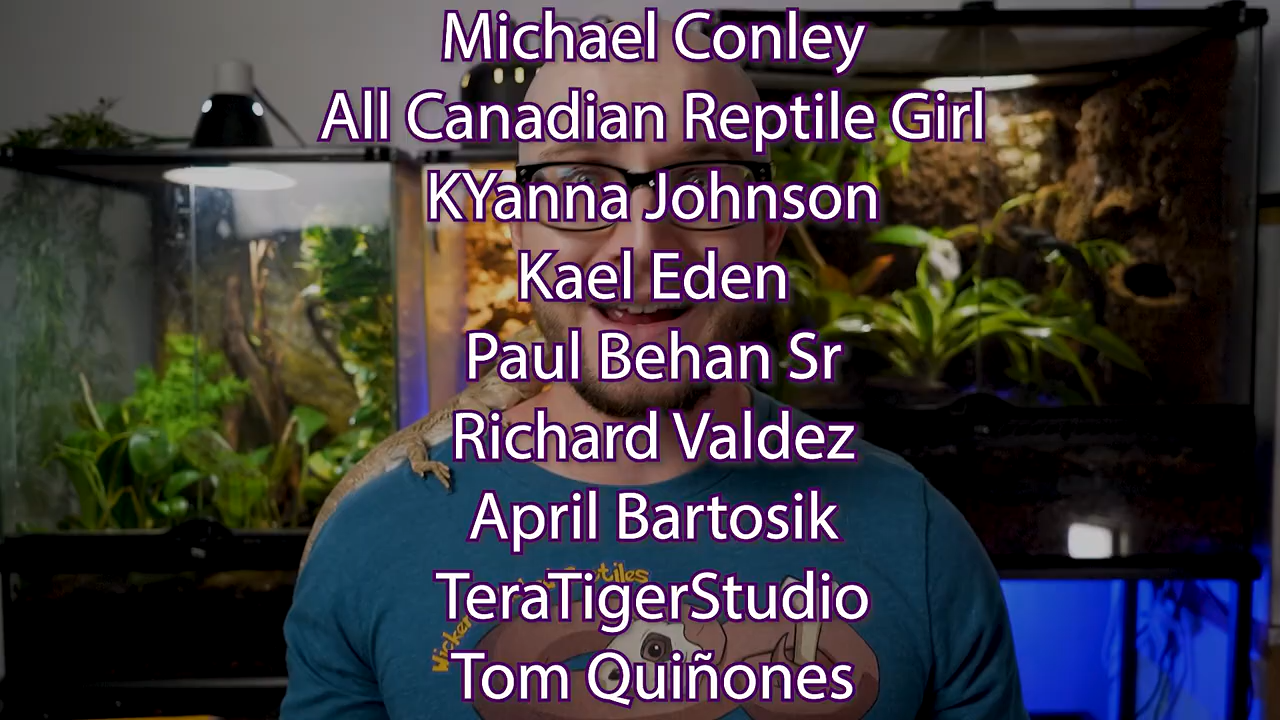 Michael Conley
All Canadian Reptile Girl
KYanna Johnson
Kael Eden
Paul Behan Sr
Richard Valdez
April Bartosik
TeraTigerStudio
Tom Quiñones